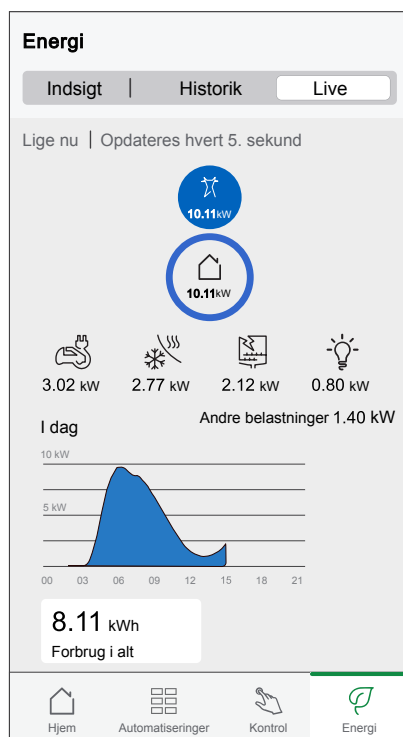 Energi
Indsigt | Historik Live
Lige nu | Opdateres hvert 5. sekund
10.11kW
10.11kW
3.02 kW 2.77 kW 2.12 kW 0.80 kW
Andre belastninger 1.40 kW
I dag
10 kW
5 kW
00 03 06 09 12 15 18 21
8.11 kWh
Forbrug i alt
Hjem Automatiseringer Kontrol Energi